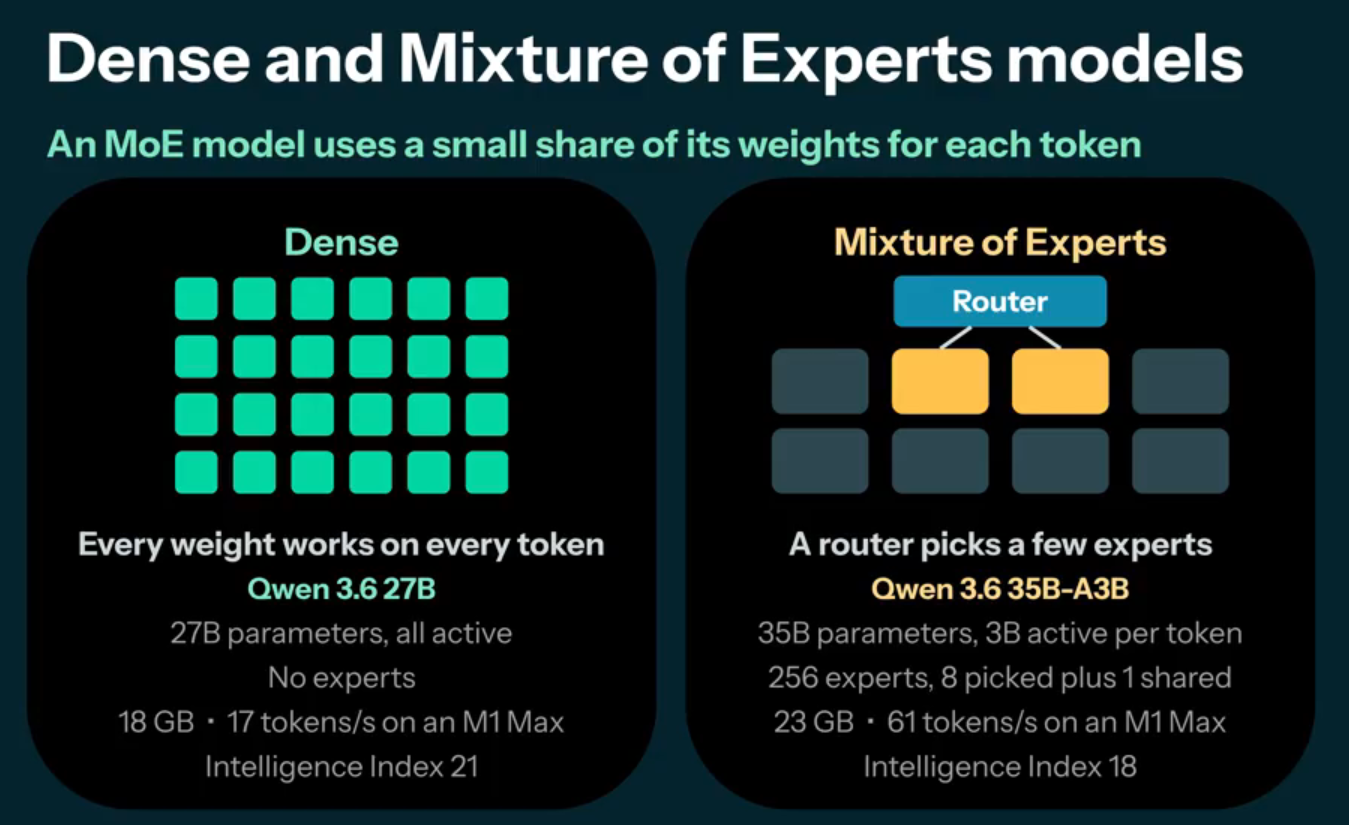 Dense and Mixture of Experts models
An MoE model uses a small share of its weights for each token
Dense
Every weight works on every token
Qwen 3.6 27B
27B parameters, all active
No experts
18 GB · 17 tokens/s on an M1 Max
Intelligence Index 21
Mixture of Experts
Router
A router picks a few experts
Qwen 3.6 35B-A3B
35B parameters, 3B active per token
256 experts, 8 picked plus 1 shared
23 GB · 61 tokens/s on an M1 Max
Intelligence Index 18